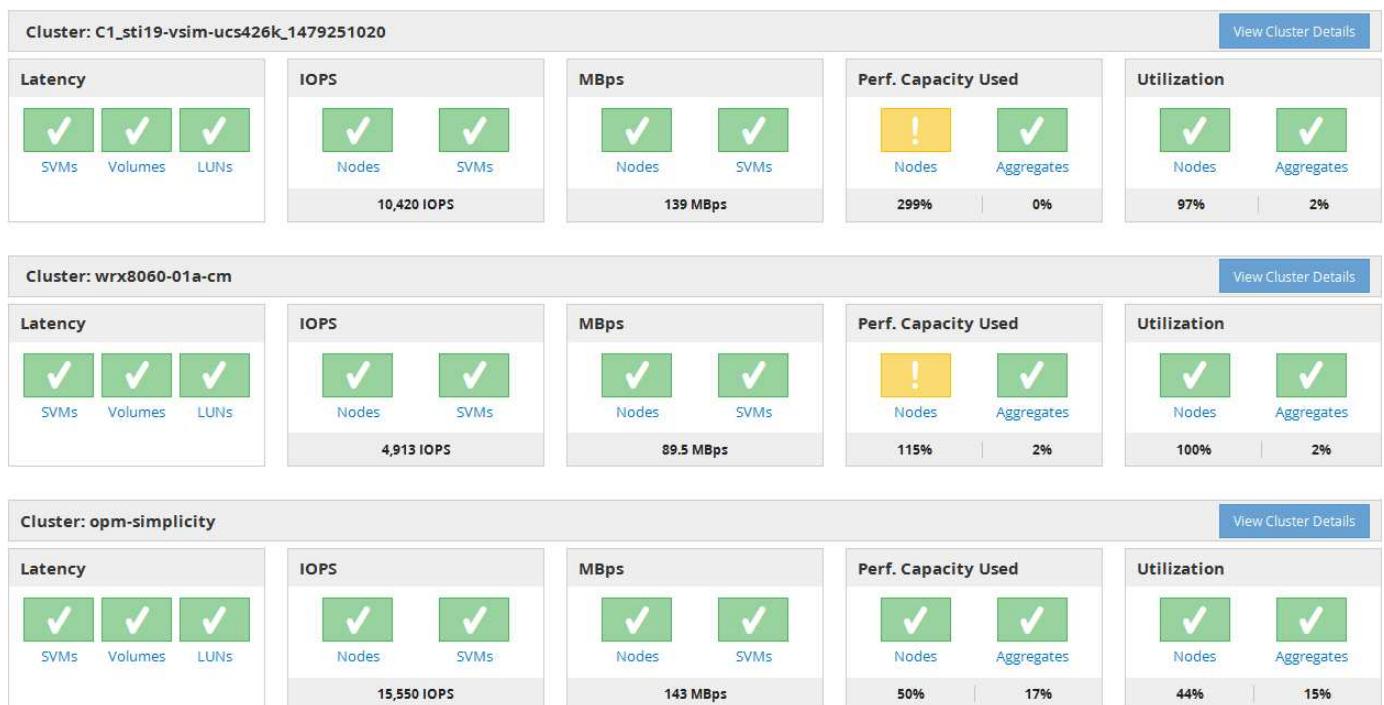 Cluster: C1_sti19-vsim-ucs426k_1479251020 View Cluster Details
Latency IOPS MBps Perf. Capacity Used Utilization
SVMs Volumes LUNs Nodes SVMs Nodes SVMs Nodes Aggregates Nodes Aggregates
10,420 IOPS 139 MBps 299% 0% 97% 2%
Cluster: wrx8060-01a-cm View Cluster Details
Latency IOPS MBps Perf. Capacity Used Utilization
SVMs Volumes LUNs Nodes SVMs Nodes SVMs Nodes Aggregates Nodes Aggregates
4,913 IOPS 89.5 MBps 115% 2% 100% 2%
Cluster: opm-simplicity View Cluster Details
Latency IOPS MBps Perf. Capacity Used Utilization
SVMs Volumes LUNs Nodes SVMs Nodes SVMs Nodes Aggregates Nodes Aggregates
15,550 IOPS 143 MBps 50% 17% 44% 15%